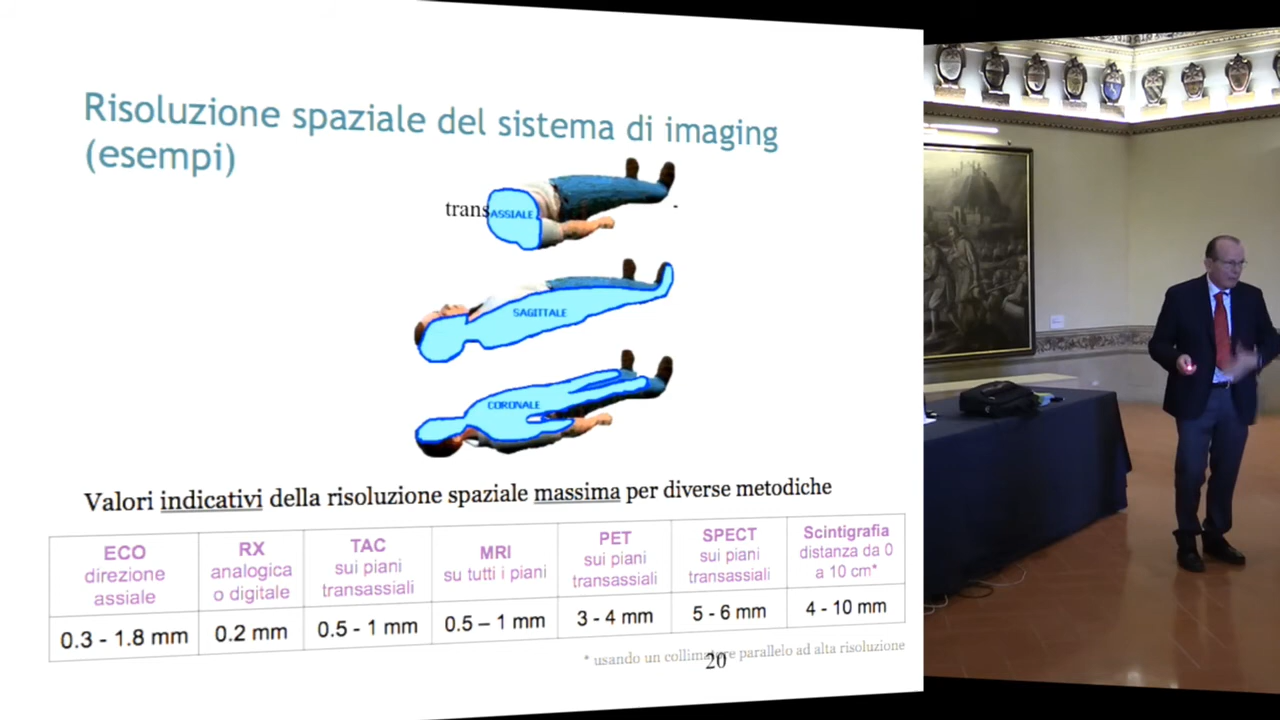 Risoluzione spaziale del sistema di imaging
(esempi)
transASSIALE
SAGITTALE
CORONALE
Valori indicativi della risoluzione spaziale massima per diverse metodiche
ECO
direzione
assiale
RX
analogica
o digitale
TAC
sui piani
transassiali
MRI
su tutti i piani
PET
sui piani
transassiali
SPECT
sui piani
transassiali
Scintigrafia
distanza da 0
a 10 cm*
0.3 - 1.8 mm
0.2 mm
0.5 - 1 mm
0.5 – 1 mm
3 - 4 mm
5 - 6 mm
4 - 10 mm
* usando un collimatore parallelo ad alta risoluzione
20